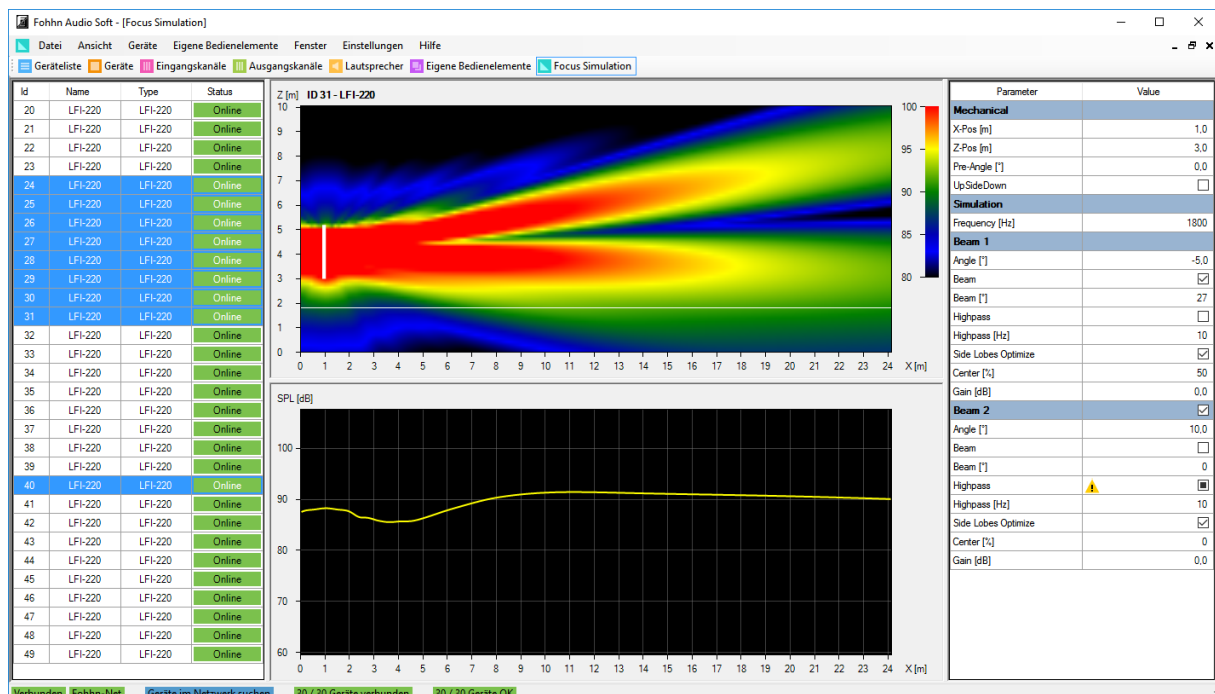 Fohhn Audio Soft - [Focus Simulation]
Datei Ansicht Geräte Eigene Bedienelemente Fenster Einstellungen Hilfe
Geräteliste Geräte Eingangskanäle Ausgangskanäle Lautsprecher Eigene Bedienelemente Focus Simulation
Id Name Type Status
20 LFI-220 LFI-220 Online
21 LFI-220 LFI-220 Online
22 LFI-220 LFI-220 Online
23 LFI-220 LFI-220 Online
24 LFI-220 LFI-220 Online
25 LFI-220 LFI-220 Online
26 LFI-220 LFI-220 Online
27 LFI-220 LFI-220 Online
28 LFI-220 LFI-220 Online
29 LFI-220 LFI-220 Online
30 LFI-220 LFI-220 Online
31 LFI-220 LFI-220 Online
32 LFI-220 LFI-220 Online
33 LFI-220 LFI-220 Online
34 LFI-220 LFI-220 Online
35 LFI-220 LFI-220 Online
36 LFI-220 LFI-220 Online
37 LFI-220 LFI-220 Online
38 LFI-220 LFI-220 Online
39 LFI-220 LFI-220 Online
40 LFI-220 LFI-220 Online
41 LFI-220 LFI-220 Online
42 LFI-220 LFI-220 Online
43 LFI-220 LFI-220 Online
44 LFI-220 LFI-220 Online
45 LFI-220 LFI-220 Online
46 LFI-220 LFI-220 Online
47 LFI-220 LFI-220 Online
48 LFI-220 LFI-220 Online
49 LFI-220 LFI-220 Online
Z [m] ID 31 - LFI-220
10
9
8
7
6
5
4
3
2
1
0
0 1 2 3 4 5 6 7 8 9 10 11 12 13 14 15 16 17 18 19 20 21 22 23 24 X [m]
100
95
90
85
80
SPL [dB]
100
90
80
70
60
0 1 2 3 4 5 6 7 8 9 10 11 12 13 14 15 16 17 18 19 20 21 22 23 24 X [m]
Parameter Value
Mechanical
X-Pos [m] 1,0
Z-Pos [m] 3,0
Pre-Angle [°] 0,0
UpSideDown
Simulation
Frequency [Hz] 1800
Beam 1
Angle [°] -5,0
Beam
Beam [°] 27
Highpass
Highpass [Hz] 10
Side Lobes Optimize
Center [%] 50
Gain [dB] 0,0
Beam 2
Angle [°] 10,0
Beam
Beam [°] 0
Highpass
Highpass [Hz] 10
Side Lobes Optimize
Center [%] 0
Gain [dB] 0,0
Verbunden Fohhn-Net Geräte im Netzwerk suchen 30 / 30 Geräte verbunden 30 / 30 Geräte OK